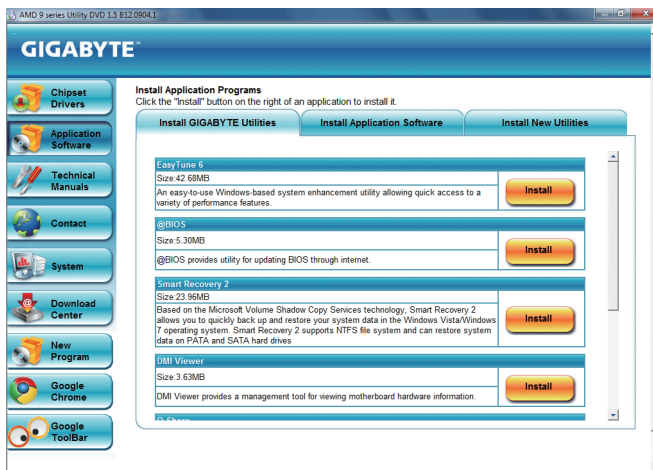 AMD 9 series Utility DVD 1.5 B12.0904.1
GIGABYTE™
Chipset
Drivers
Application
Software
Technical
Manuals
Contact
System
Download
Center
New
Program
Google
Chrome
Google
ToolBar
Install Application Programs
Click the "Install" button on the right of an application to install it.
Install GIGABYTE Utilities
Install Application Software
Install New Utilities
EasyTune 6
Size:42.68MB
An easy-to-use Windows-based system enhancement utility allowing quick access to a
variety of performance features.
Install
@BIOS
Size:5.30MB
@BIOS provides utility for updating BIOS through internet.
Install
Smart Recovery 2
Size:23.96MB
Based on the Microsoft Volume Shadow Copy Services technology, Smart Recovery 2
allows you to quickly back up and restore your system data in the Windows Vista/Windows
7 operating system. Smart Recovery 2 supports NTFS file system and can restore system
data on PATA and SATA hard drives
Install
DMI Viewer
Size:3.63MB
DMI Viewer provides a management tool for viewing motherboard hardware information.
Install